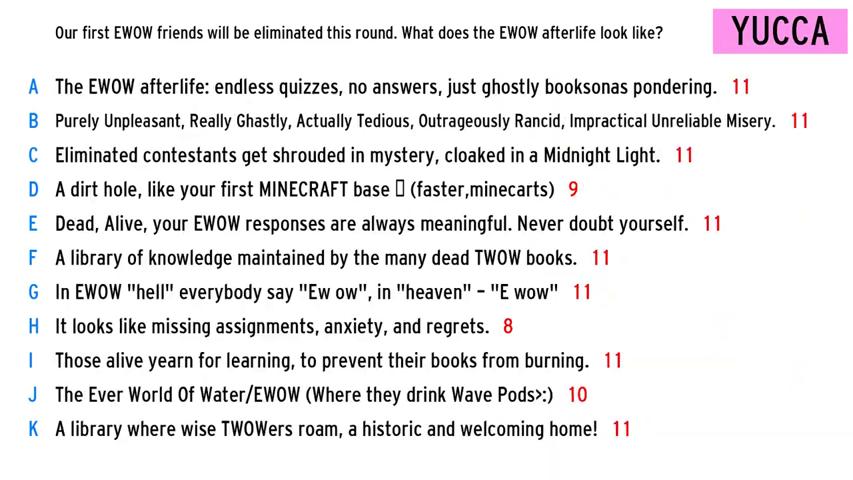 Our first EWOW friends will be eliminated this round. What does the EWOW afterlife look like?
YUCCA
A The EWOW afterlife: endless quizzes, no answers, just ghostly booksonas pondering. 11
B Purely Unpleasant, Really Ghastly, Actually Tedious, Outrageously Rancid, Impractical Unreliable Misery. 11
C Eliminated contestants get shrouded in mystery, cloaked in a Midnight Light. 11
D A dirt hole, like your first MINECRAFT base ▯ (faster,minecarts) 9
E Dead, Alive, your EWOW responses are always meaningful. Never doubt yourself. 11
F A library of knowledge maintained by the many dead TWOW books. 11
G In EWOW "hell" everybody say "Ew ow", in "heaven" - "E wow" 11
H It looks like missing assignments, anxiety, and regrets. 8
I Those alive yearn for learning, to prevent their books from burning. 11
J The Ever World Of Water/EWOW (Where they drink Wave Pods>:) 10
K A library where wise TWOWers roam, a historic and welcoming home! 11